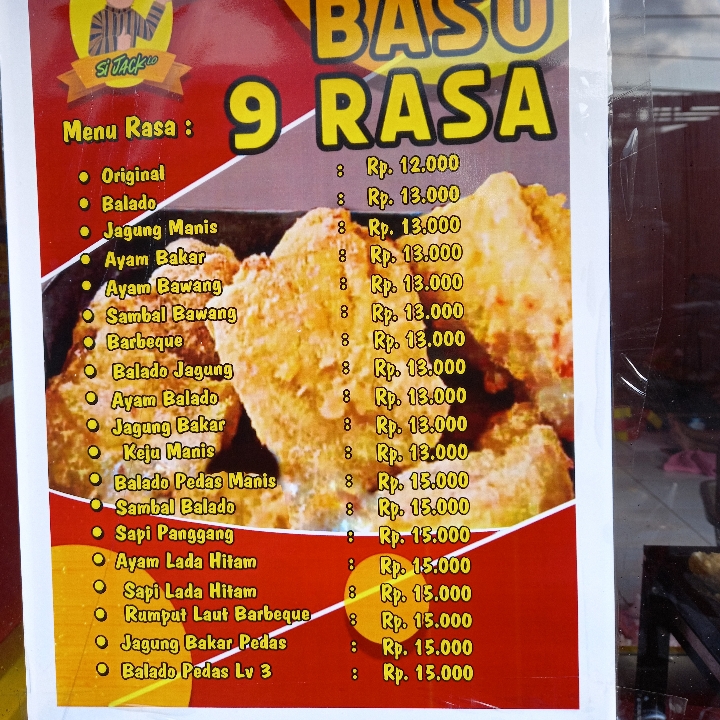 BASO
9 RASA
Si JACK LO
Menu Rasa :
• Original : Rp. 12.000
• Balado : Rp. 13.000
• Jagung Manis : Rp. 13.000
• Ayam Bakar : Rp. 13.000
• Ayam Bawang : Rp. 13.000
• Sambal Bawang : Rp. 13.000
• Barbeque : Rp. 13.000
• Balado Jagung : Rp. 13.000
• Ayam Balado : Rp. 13.000
• Jagung Bakar : Rp. 13.000
• Keju Manis : Rp. 13.000
• Balado Pedas Manis : Rp. 15.000
• Sambal Balado : Rp. 15.000
• Sapi Panggang : Rp. 15.000
• Ayam Lada Hitam : Rp. 15.000
• Sapi Lada Hitam : Rp. 15.000
• Rumput Laut Barbeque : Rp. 15.000
• Jagung Bakar Pedas : Rp. 15.000
• Balado Pedas Lv 3 : Rp. 15.000